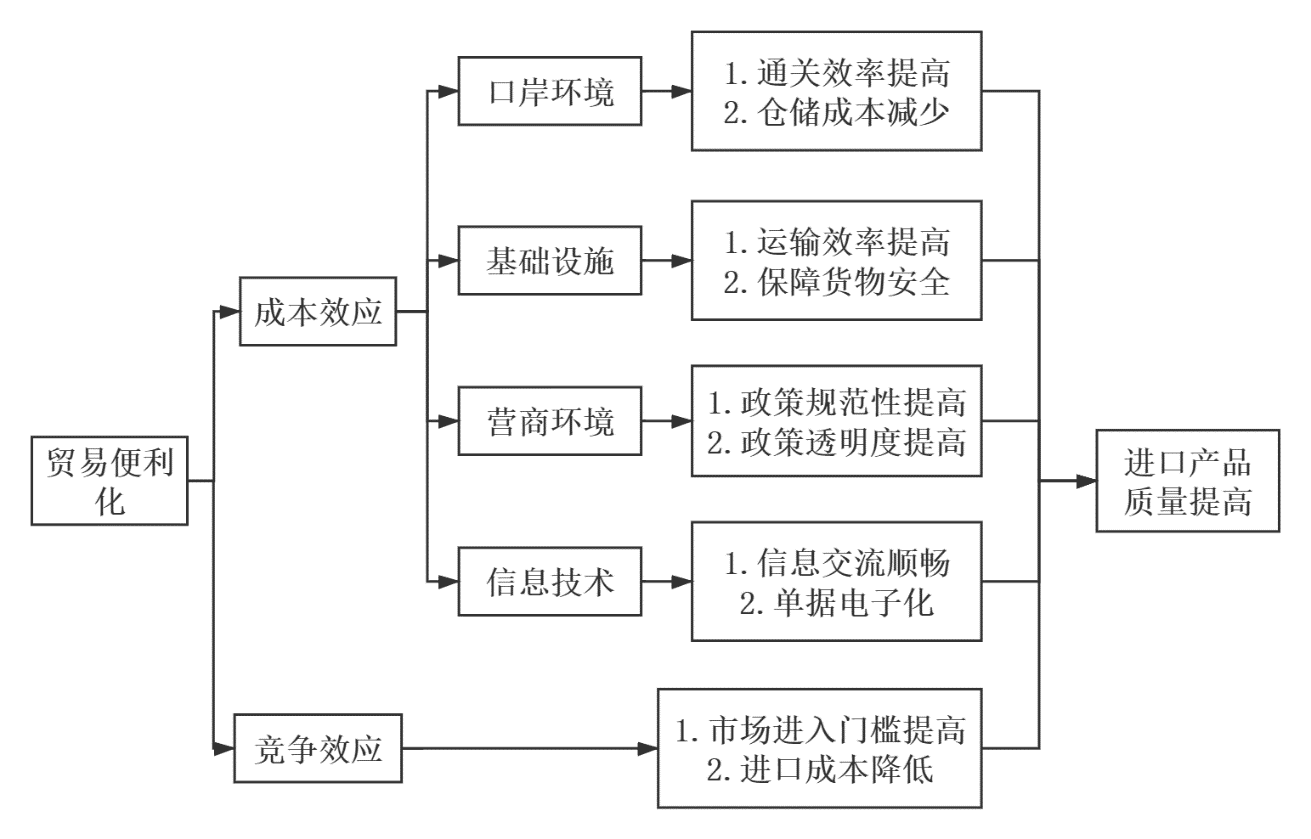 口岸环境
1.通关效率提高
2.仓储成本减少
基础设施
1.运输效率提高
2.保障货物安全
成本效应
营商环境
1.政策规范性提高
2.政策透明度提高
贸易便利
化
进口产品
质量提高
信息技术
1.信息交流顺畅
2.单据电子化
竞争效应
1.市场进入门槛提高
2.进口成本降低